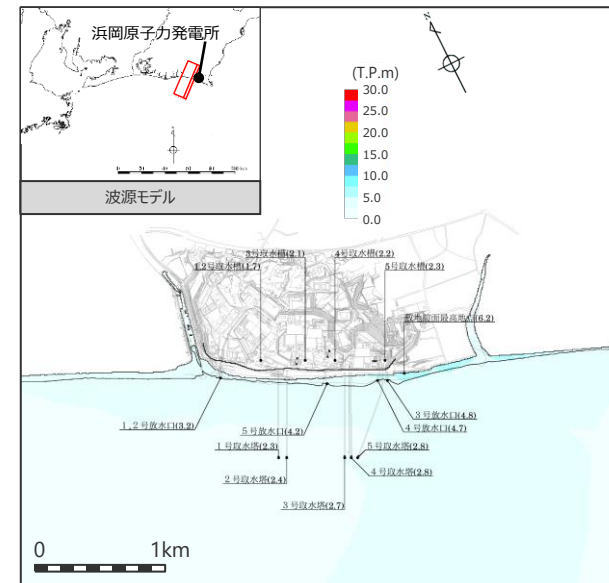 浜岡原子力発電所
N
波源モデル
(T.P.m)
30.0
25.0
20.0
15.0
10.0
5.0
0.0
3号取水槽(2.1)
4号取水槽(2.2)
1,2号取水槽(1.7)
5号取水槽(2.3)
敷地前面最高地点(6.2)
1,2号放水口(3.2)
5号放水口(4.2)
3号放水口(4.8)
4号放水口(4.7)
1号取水塔(2.3)
5号取水塔(2.8)
4号取水塔(2.8)
2号取水塔(2.4)
3号取水塔(2.7)
0 1km